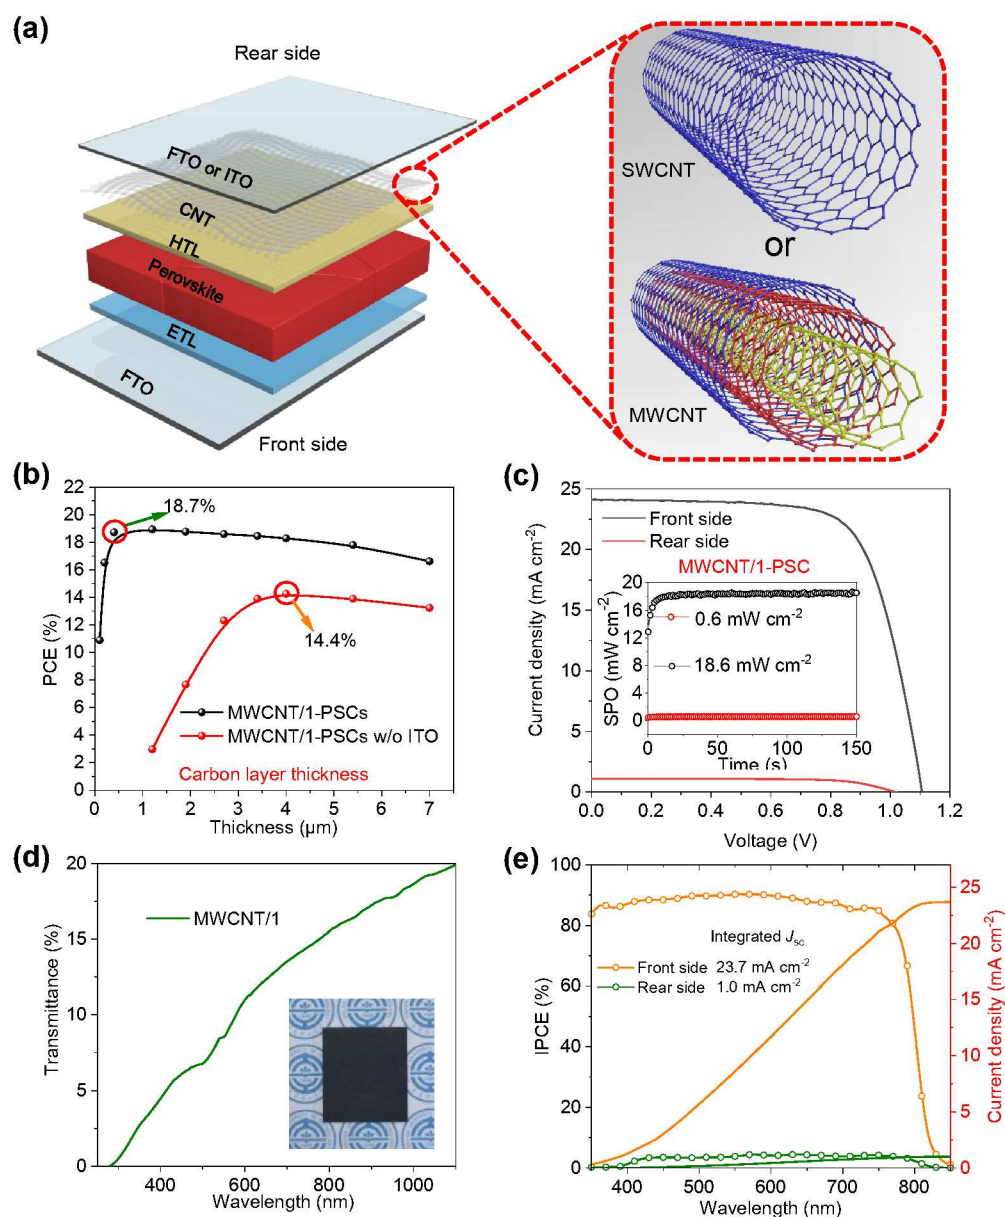 (a)
Rear side
FTO or ITO
CNT
HTL
Perovskite
ETL
FTO
Front side
SWCNT
or
MWCNT
(b)
22
20
18
16
14
12
10
8
6
4
2
0
0
1
2
3
4
5
6
7
PCE (%)
18.7%
14.4%
MWCNT/1-PSCs
MWCNT/1-PSCs w/o ITO
Carbon layer thickness
Thickness (µm)
(c)
25
20
15
10
5
0
0.0
0.2
0.4
0.6
0.8
1.0
1.2
Current density (mA cm⁻²)
Voltage (V)
Front side
Rear side
MWCNT/1-PSC
20
16
12
8
4
0
0
50
100
150
SPO (mW cm⁻²)
0.6 mW cm⁻²
18.6 mW cm⁻²
Time (s)
(d)
20
15
10
5
0
400
600
800
1000
Transmittance (%)
MWCNT/1
Wavelength (nm)
(e)
100
80
60
40
20
0
400
500
600
700
800
25
20
15
10
5
0
IPCE (%)
Current density (mA cm⁻²)
Integrated Jsc
Front side 23.7 mA cm⁻²
Rear side 1.0 mA cm⁻²
Wavelength (nm)